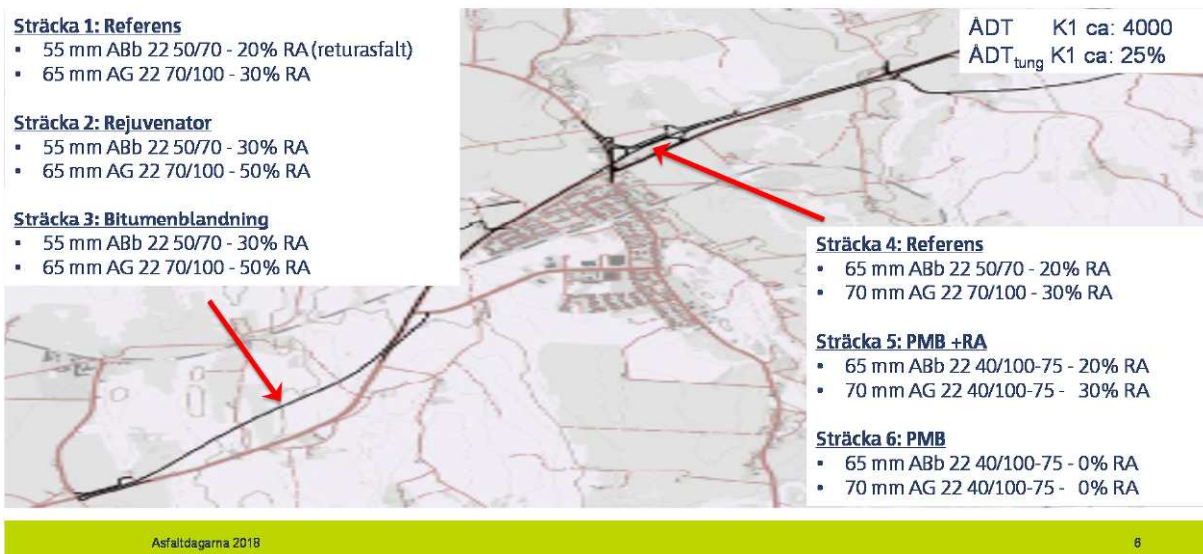 Sträcka 1: Referens
▪ 55 mm ABb 22 50/70 - 20% RA (returasfalt)
▪ 65 mm AG 22 70/100 - 30% RA
Sträcka 2: Rejuvenator
▪ 55 mm ABb 22 50/70 - 30% RA
▪ 65 mm AG 22 70/100 - 50% RA
Sträcka 3: Bitumenblandning
▪ 55 mm ABb 22 50/70 - 30% RA
▪ 65 mm AG 22 70/100 - 50% RA
ÅDT K1 ca: 4000
ÅDTtung K1 ca: 25%
Sträcka 4: Referens
• 65 mm ABb 22 50/70 - 20% RA
• 70 mm AG 22 70/100 - 30% RA
Sträcka 5: PMB +RA
• 65 mm ABb 22 40/100-75 - 20% RA
• 70 mm AG 22 40/100-75 - 30% RA
Sträcka 6: PMB
• 65 mm ABb 22 40/100-75 - 0% RA
• 70 mm AG 22 40/100-75 - 0% RA
Asfaltdagarna 2018
6